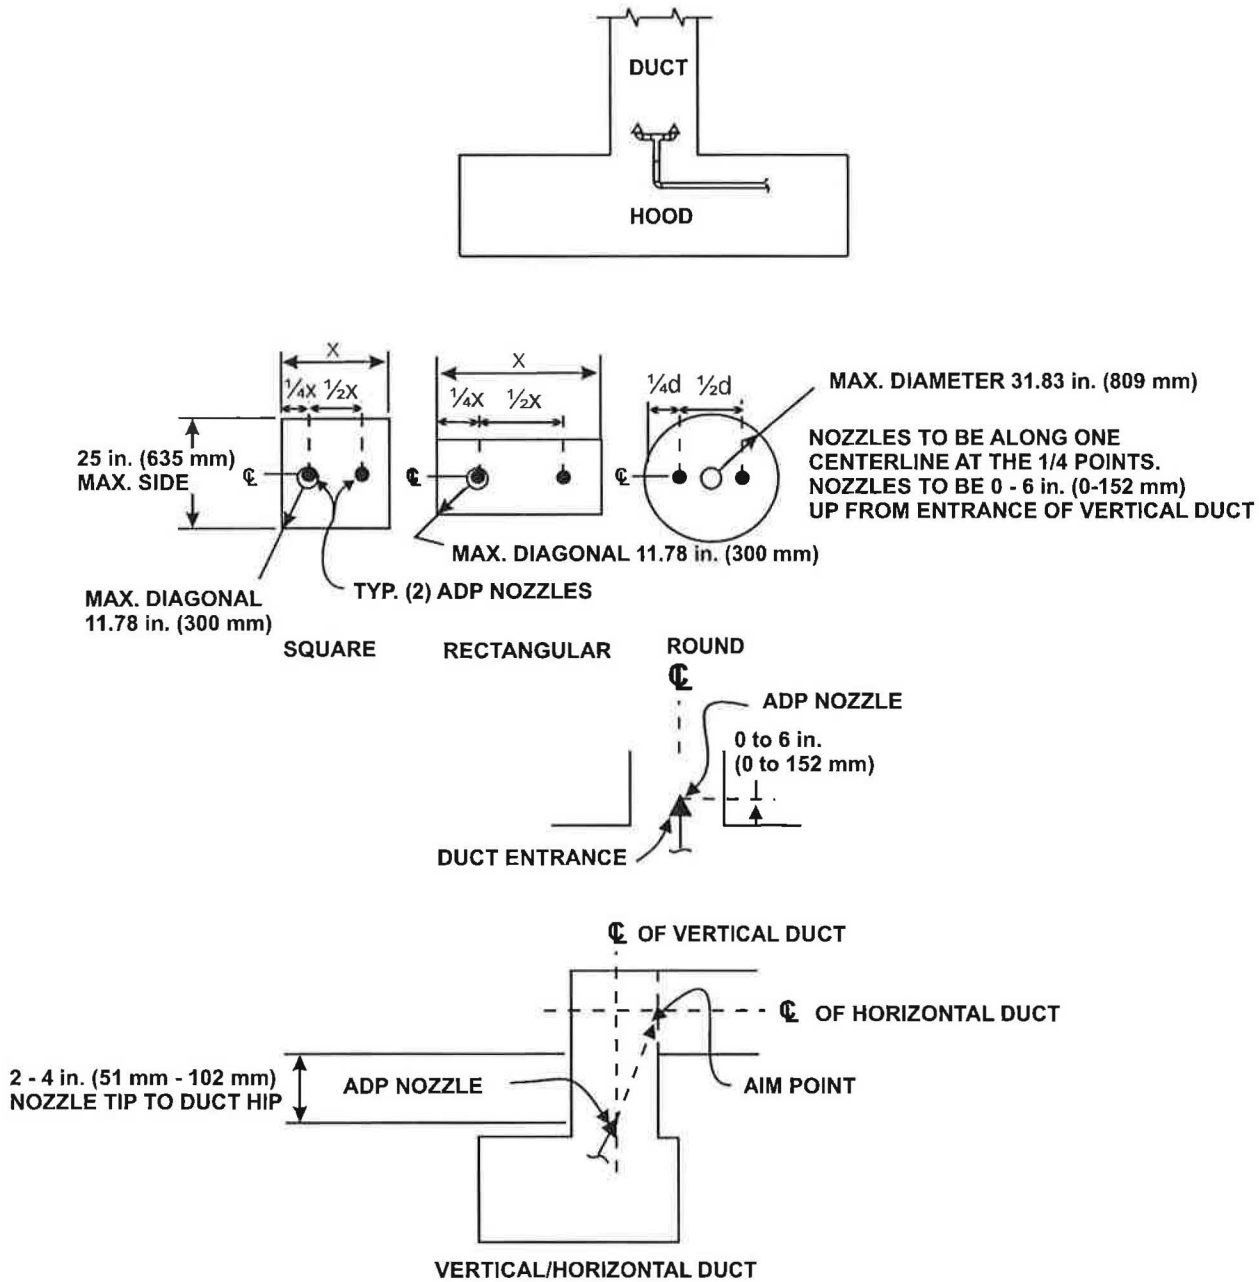 DUCT
HOOD
X
¼x ½x
25 in. (635 mm)
MAX. SIDE
℄
MAX. DIAGONAL
11.78 in. (300 mm)
TYP. (2) ADP NOZZLES
SQUARE
X
¼x ½x
℄
MAX. DIAGONAL 11.78 in. (300 mm)
RECTANGULAR
¼d ½d
℄
MAX. DIAMETER 31.83 in. (809 mm)
NOZZLES TO BE ALONG ONE
CENTERLINE AT THE 1/4 POINTS.
NOZZLES TO BE 0 - 6 in. (0-152 mm)
UP FROM ENTRANCE OF VERTICAL DUCT
ROUND
℄
ADP NOZZLE
0 to 6 in.
(0 to 152 mm)
DUCT ENTRANCE
℄ OF VERTICAL DUCT
℄ OF HORIZONTAL DUCT
2 - 4 in. (51 mm - 102 mm)
NOZZLE TIP TO DUCT HIP
ADP NOZZLE
AIM POINT
VERTICAL/HORIZONTAL DUCT